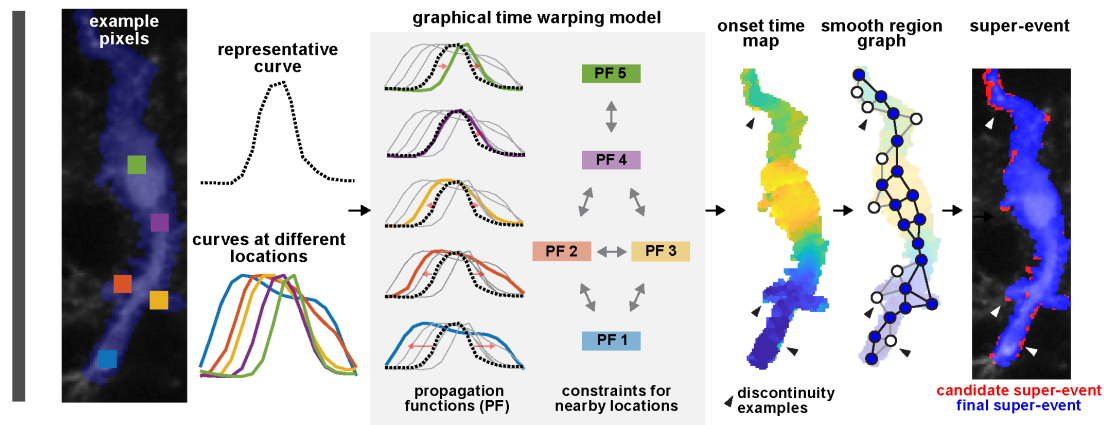 example
pixels
representative
curve
curves at different
locations
graphical time warping model
PF 5
PF 4
PF 2
PF 3
PF 1
propagation
functions (PF)
constraints for
nearby locations
onset time
map
discontinuity
examples
smooth region
graph
super-event
candidate super-event
final super-event